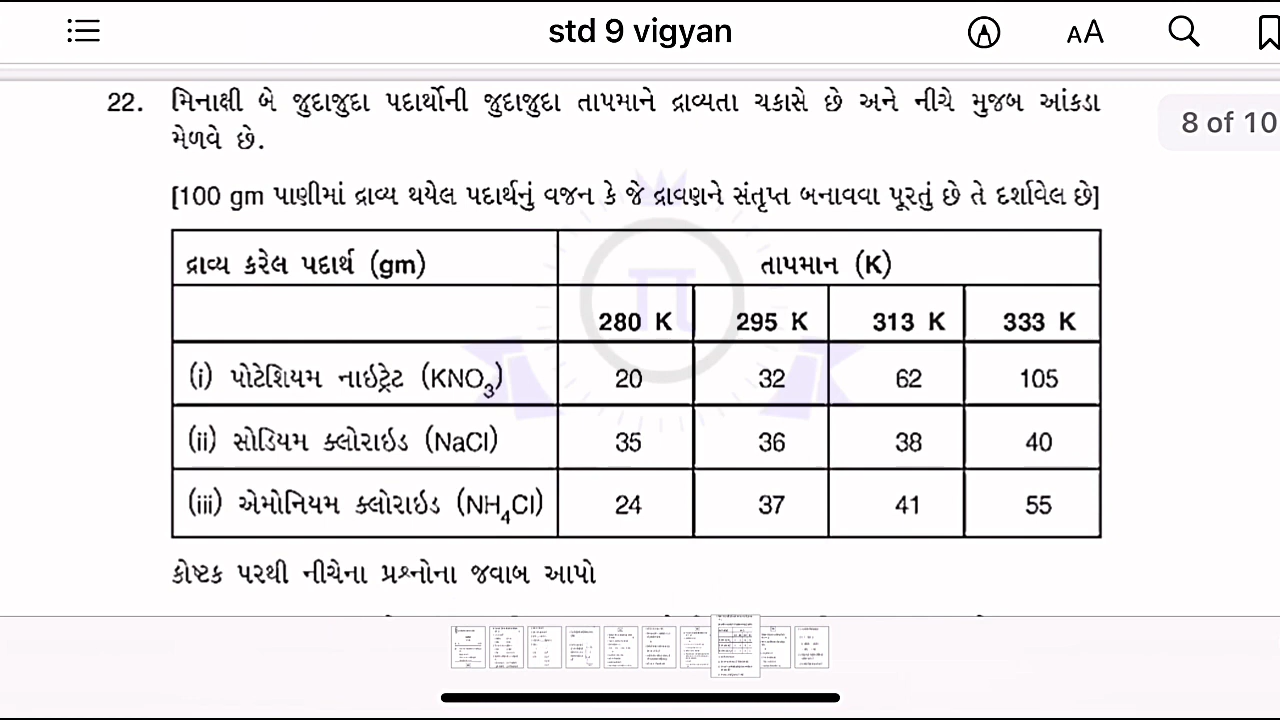 std 9 vigyan
AA
22. મિનાક્ષી બે જુદાજુદા પદાર્થોની જુદાજુદા તાપમાને દ્રાવ્યતા ચકાસે છે અને નીચે મુજબ આંકડા
મેળવે છે.
8 of 10
[100 gm પાણીમાં દ્રાવ્ય થયેલ પદાર્થનું વજન કે જે દ્રાવણને સંતૃપ્ત બનાવવા પૂરતું છે તે દર્શાવેલ છે]
દ્રાવ્ય કરેલ પદાર્થ (gm) તાપમાન (K)
280 K 295 K 313 K 333 K
(i) પોટેશિયમ નાઇટ્રેટ (KNO₃) 20 32 62 105
(ii) સોડિયમ ક્લોરાઇડ (NaCl) 35 36 38 40
(iii) એમોનિયમ ક્લોરાઇડ (NH₄Cl) 24 37 41 55
કોષ્ટક પરથી નીચેના પ્રશ્નોના જવાબ આપો